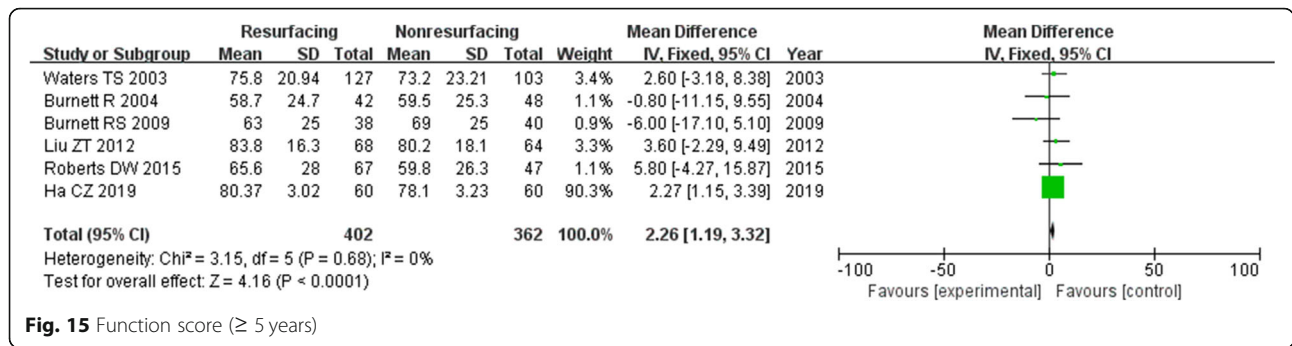 Resurfacing Nonresurfacing Mean Difference Mean Difference
Study or Subgroup Mean SD Total Mean SD Total Weight IV, Fixed, 95% CI Year IV, Fixed, 95% CI
Waters TS 2003 75.8 20.94 127 73.2 23.21 103 3.4% 2.60 [-3.18, 8.38] 2003
Burnett R 2004 58.7 24.7 42 59.5 25.3 48 1.1% -0.80 [-11.15, 9.55] 2004
Burnett RS 2009 63 25 38 69 25 40 0.9% -6.00 [-17.10, 5.10] 2009
Liu ZT 2012 83.8 16.3 68 80.2 18.1 64 3.3% 3.60 [-2.29, 9.49] 2012
Roberts DW 2015 65.6 28 67 59.8 26.3 47 1.1% 5.80 [-4.27, 15.87] 2015
Ha CZ 2019 80.37 3.02 60 78.1 3.23 60 90.3% 2.27 [1.15, 3.39] 2019
Total (95% CI) 402 362 100.0% 2.26 [1.19, 3.32]
Heterogeneity: Chi² = 3.15, df = 5 (P = 0.68); I² = 0%
Test for overall effect: Z = 4.16 (P < 0.0001)
-100 -50 0 50 100
Favours [experimental] Favours [control]
Fig. 15 Function score (≥ 5 years)